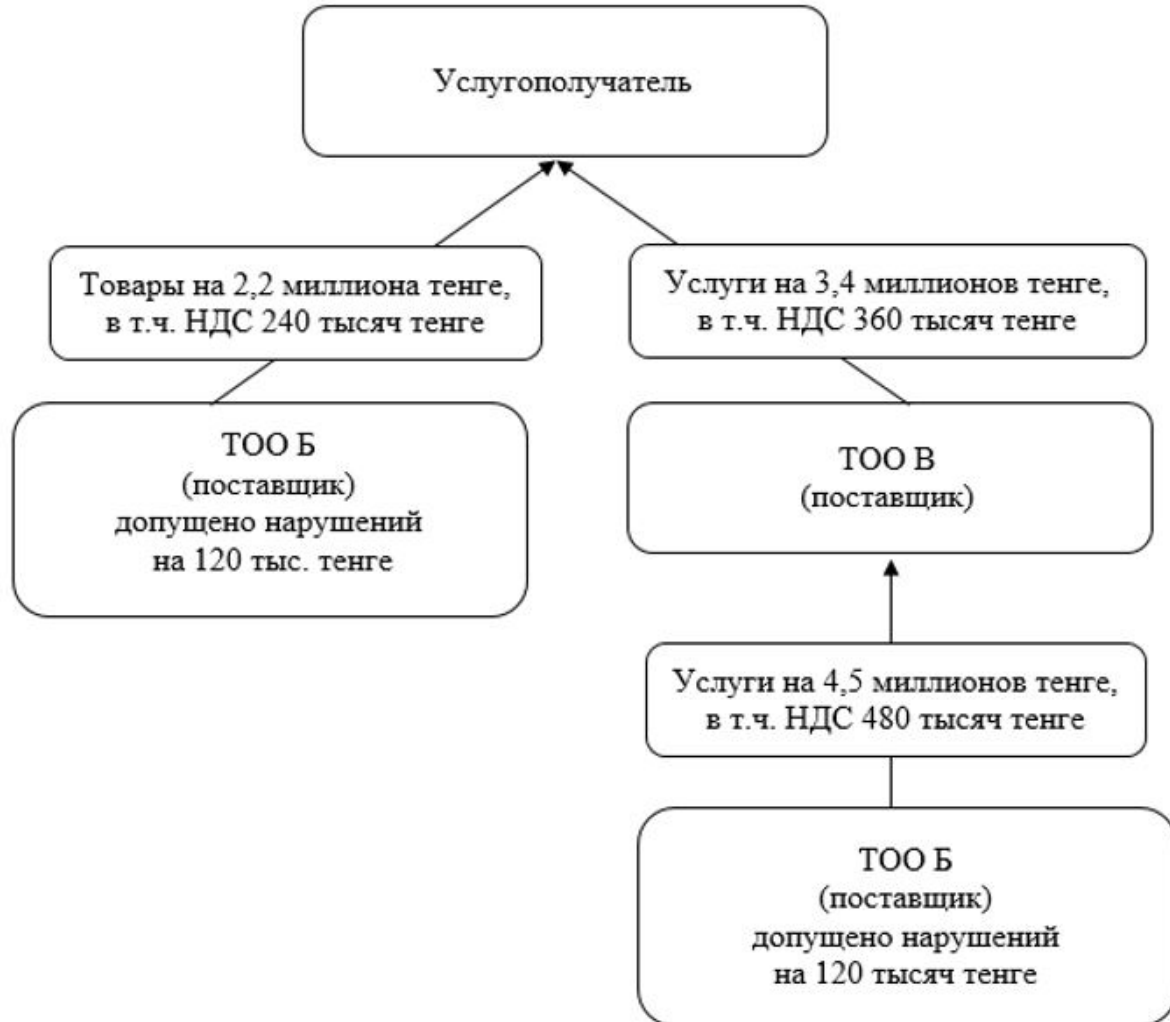 Услугополучатель
Товары на 2,2 миллиона тенге,
в т.ч. НДС 240 тысяч тенге
Услуги на 3,4 миллионов тенге,
в т.ч. НДС 360 тысяч тенге
ТОО Б
(поставщик)
допущено нарушений
на 120 тыс. тенге
ТОО В
(поставщик)
Услуги на 4,5 миллионов тенге,
в т.ч. НДС 480 тысяч тенге
ТОО Б
(поставщик)
допущено нарушений
на 120 тысяч тенге